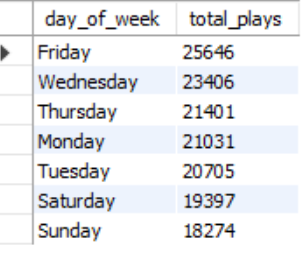 day_of_week total_plays
Friday 25646
Wednesday 23406
Thursday 21401
Monday 21031
Tuesday 20705
Saturday 19397
Sunday 18274